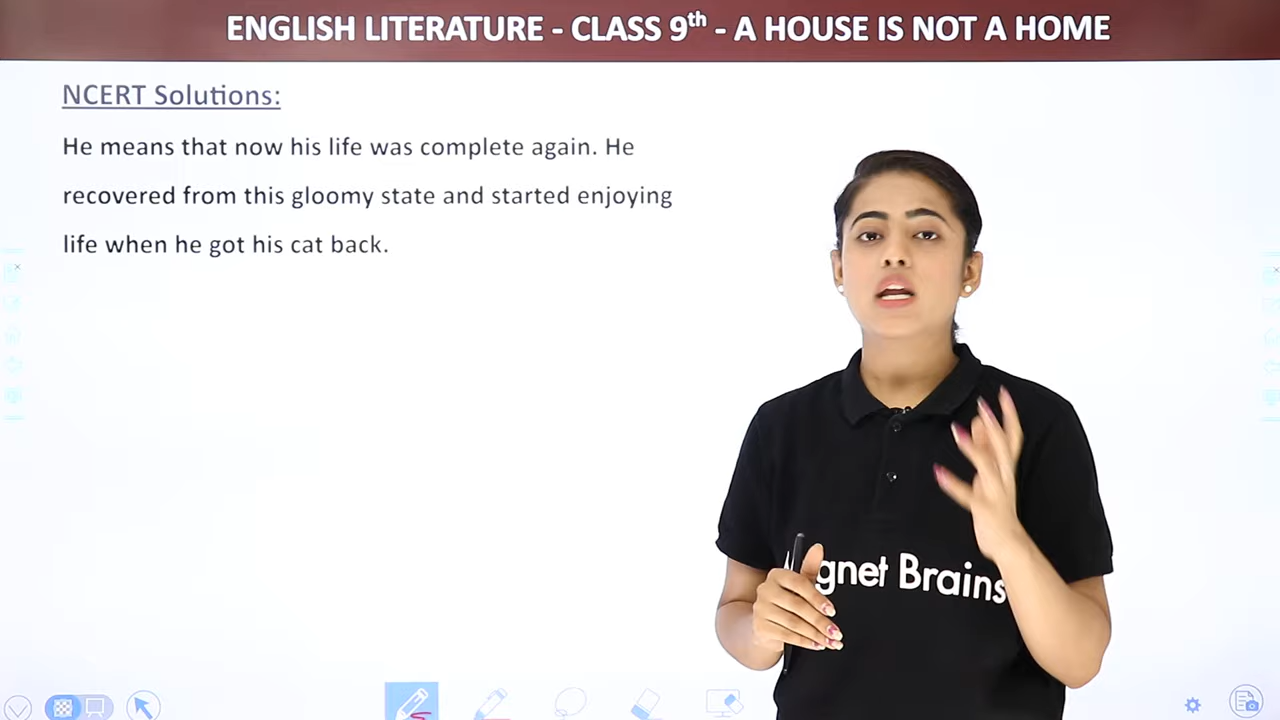 ENGLISH LITERATURE - CLASS 9th - A HOUSE IS NOT A HOME
NCERT Solutions:
He means that now his life was complete again. He
recovered from this gloomy state and started enjoying
life when he got his cat back.
gnet Brains